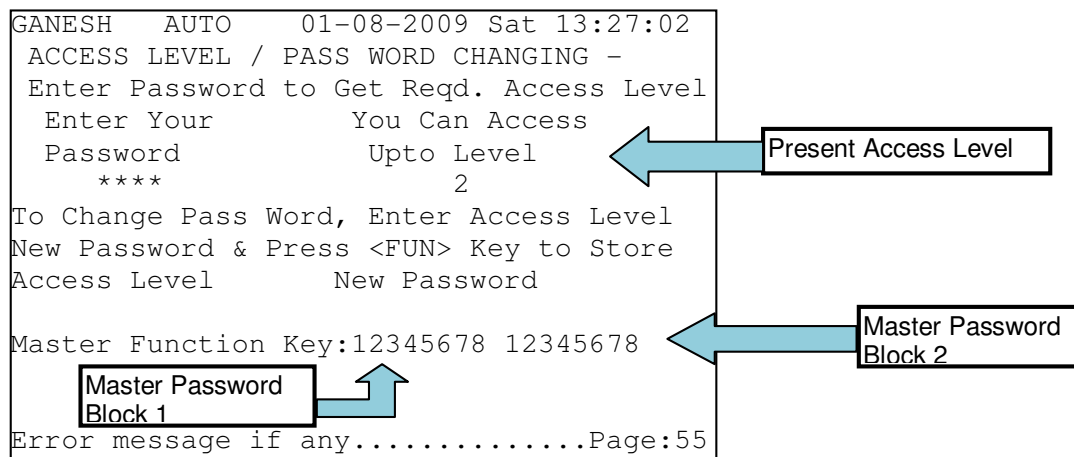 GANESH   AUTO    01-08-2009 Sat 13:27:02
ACCESS LEVEL / PASS WORD CHANGING -
Enter Password to Get Reqd. Access Level
Enter Your        You Can Access
Password           Upto Level
****                 2
Present Access Level
To Change Pass Word, Enter Access Level
New Password & Press <FUN> Key to Store
Access Level       New Password
Master Function Key:12345678 12345678
Master Password
Block 2
Master Password
Block 1
Error message if any..............Page:55